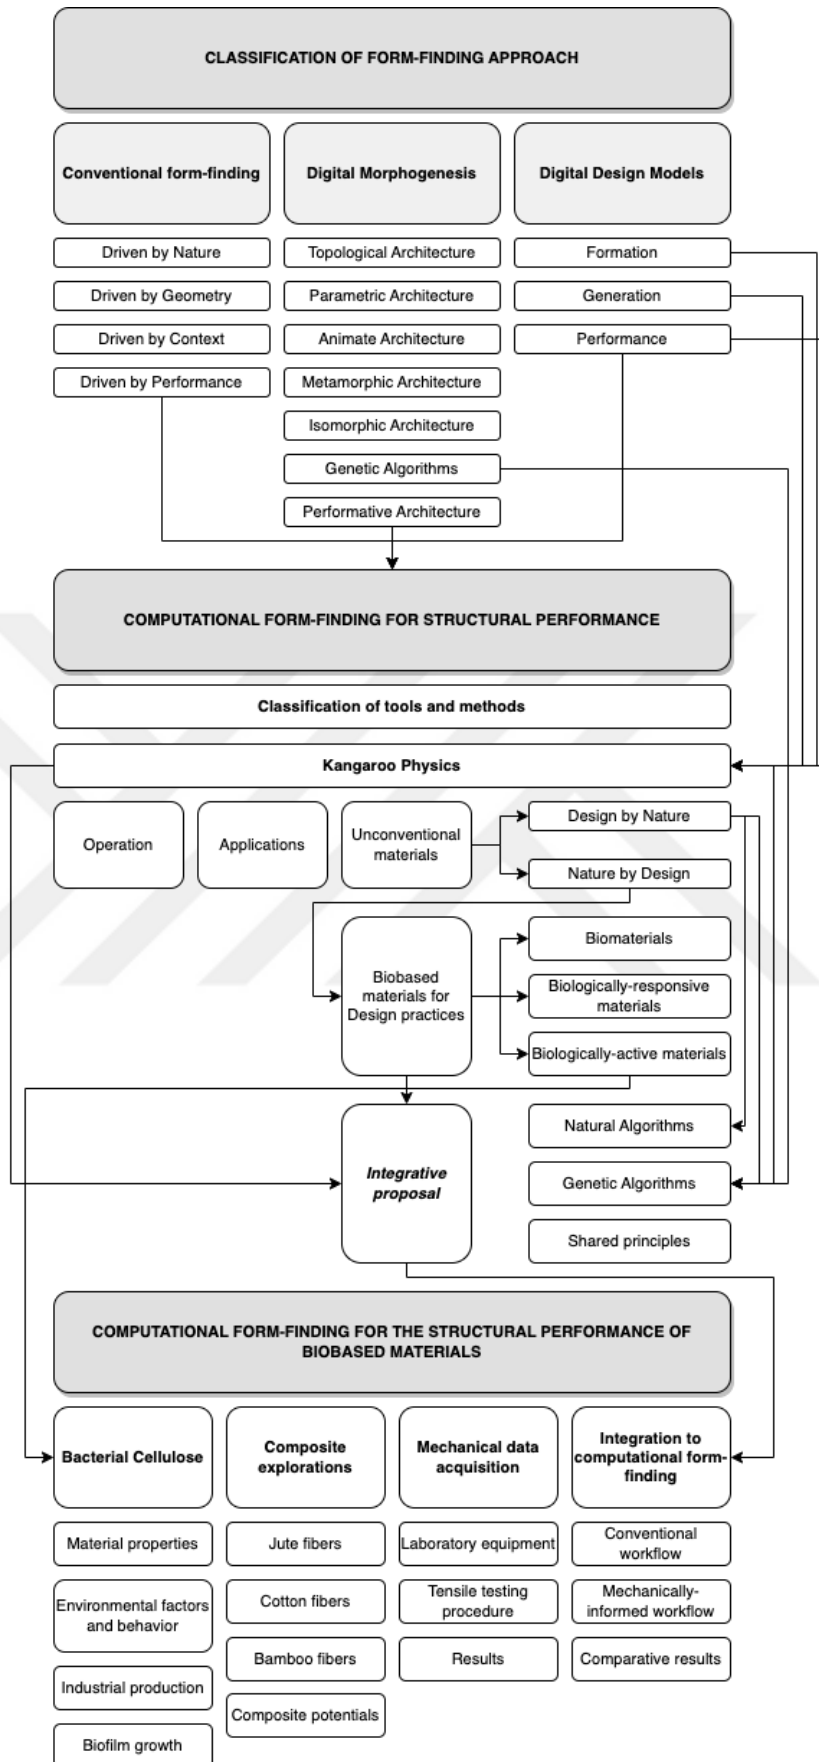 CLASSIFICATION OF FORM-FINDING APPROACH
Conventional form-finding
Digital Morphogenesis
Digital Design Models
Driven by Nature
Topological Architecture
Formation
Driven by Geometry
Parametric Architecture
Generation
Driven by Context
Animate Architecture
Performance
Driven by Performance
Metamorphic Architecture
Isomorphic Architecture
Genetic Algorithms
Performative Architecture
COMPUTATIONAL FORM-FINDING FOR STRUCTURAL PERFORMANCE
Classification of tools and methods
Kangaroo Physics
Operation
Applications
Unconventional
materials
Design by Nature
Nature by Design
Biobased
materials for
Design practices
Biomaterials
Biologically-responsive
materials
Biologically-active materials
Integrative
proposal
Natural Algorithms
Genetic Algorithms
Shared principles
COMPUTATIONAL FORM-FINDING FOR THE STRUCTURAL PERFORMANCE OF
BIOBASED MATERIALS
Bacterial Cellulose
Composite
explorations
Mechanical data
acquisition
Integration to
computational form-
finding
Material properties
Jute fibers
Laboratory equipment
Conventional
workflow
Environmental factors
and behavior
Cotton fibers
Tensile testing
procedure
Mechanically-
informed workflow
Industrial production
Bamboo fibers
Results
Comparative results
Biofilm growth
Composite potentials